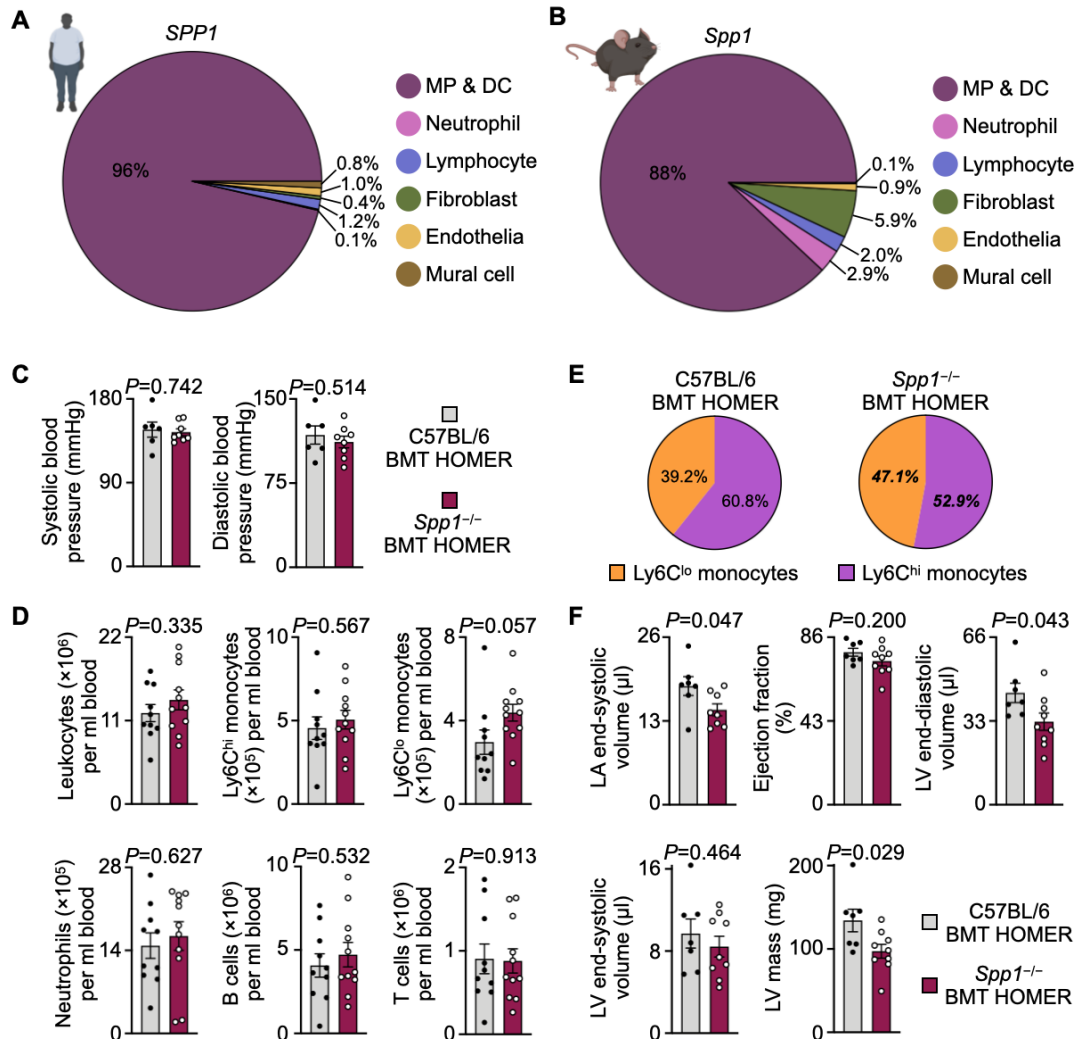 A
SPP1
96%
0.8%
1.0%
0.4%
1.2%
0.1%
MP & DC
Neutrophil
Lymphocyte
Fibroblast
Endothelia
Mural cell
B
Spp1
88%
0.1%
0.9%
5.9%
2.0%
2.9%
MP & DC
Neutrophil
Lymphocyte
Fibroblast
Endothelia
Mural cell
C
P=0.742
Systolic blood
pressure (mmHg)
180
90
0
P=0.514
Diastolic blood
pressure (mmHg)
150
75
0
C57BL/6
BMT HOMER
Spp1⁻/⁻
BMT HOMER
E
C57BL/6
BMT HOMER
39.2%
60.8%
Spp1⁻/⁻
BMT HOMER
47.1%
52.9%
Ly6Cˡᵒ monocytes
Ly6Cʰⁱ monocytes
D
P=0.335
Leukocytes (×10⁶)
per ml blood
22
11
0
P=0.567
Ly6Cʰⁱ monocytes
(×10⁵) per ml blood
10
5
0
P=0.057
Ly6Cˡᵒ monocytes
(×10⁵) per ml blood
8
4
0
P=0.627
Neutrophils (×10⁵)
per ml blood
28
14
0
P=0.532
B cells (×10⁶)
per ml blood
10
5
0
P=0.913
T cells (×10⁶)
per ml blood
2
1
0
F
P=0.047
LA end-systolic
volume (µl)
26
13
0
P=0.200
Ejection fraction
(%)
86
43
0
P=0.043
LV end-diastolic
volume (µl)
66
33
0
P=0.464
LV end-systolic
volume (µl)
16
8
0
P=0.029
LV mass (mg)
200
100
0
C57BL/6
BMT HOMER
Spp1⁻/⁻
BMT HOMER